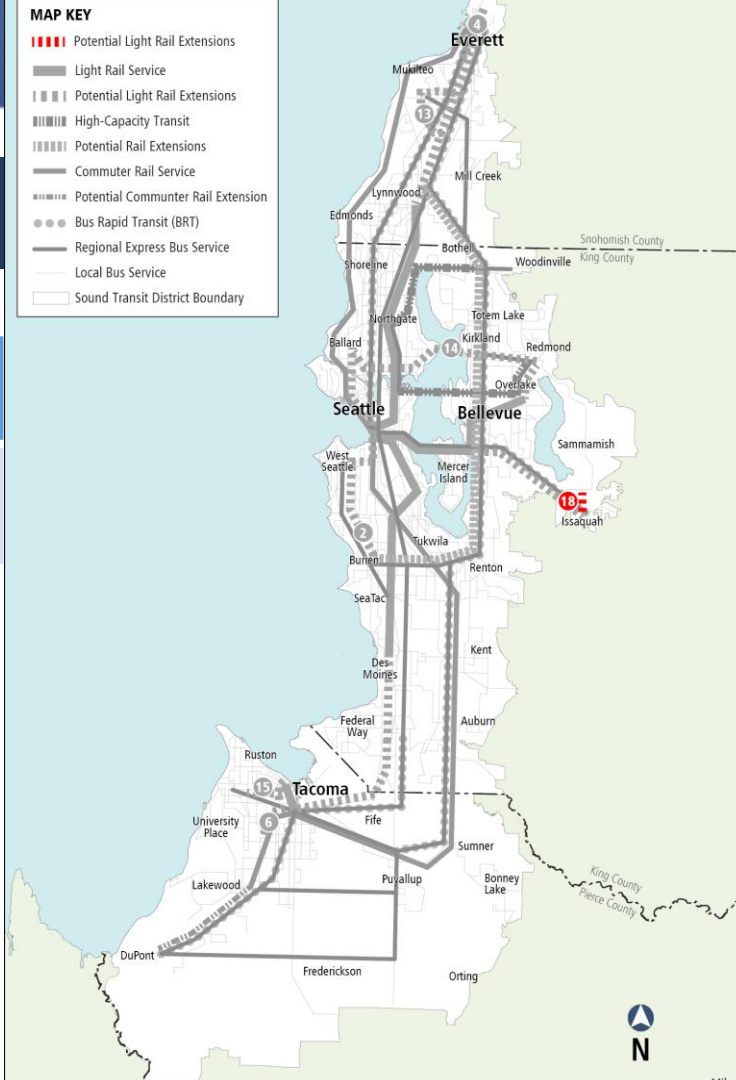 MAP KEY
Potential Light Rail Extensions
Light Rail Service
Potential Light Rail Extensions
High-Capacity Transit
Potential Rail Extensions
Commuter Rail Service
Potential Communter Rail Extension
Bus Rapid Transit (BRT)
Regional Express Bus Service
Local Bus Service
Sound Transit District Boundary
4
Everett
Mukilteo
13
Mill Creek
Lynnwood
Edmonds
Snohomish County
King County
Bothell
Woodinville
Shoreline
Northgate
Totem Lake
Kirkland
Ballard
14
Redmond
Overlake
Seattle
Bellevue
Sammamish
West
Seattle
Mercer
Island
18
Issaquah
2
Tukwila
Burien
Renton
SeaTac
Kent
Des
Moines
Federal
Way
Auburn
Ruston
15
Tacoma
6
University
Place
Fife
Sumner
Puyallup
Lakewood
Bonney
Lake
King County
Pierce County
DuPont
Frederickson
Orting
N